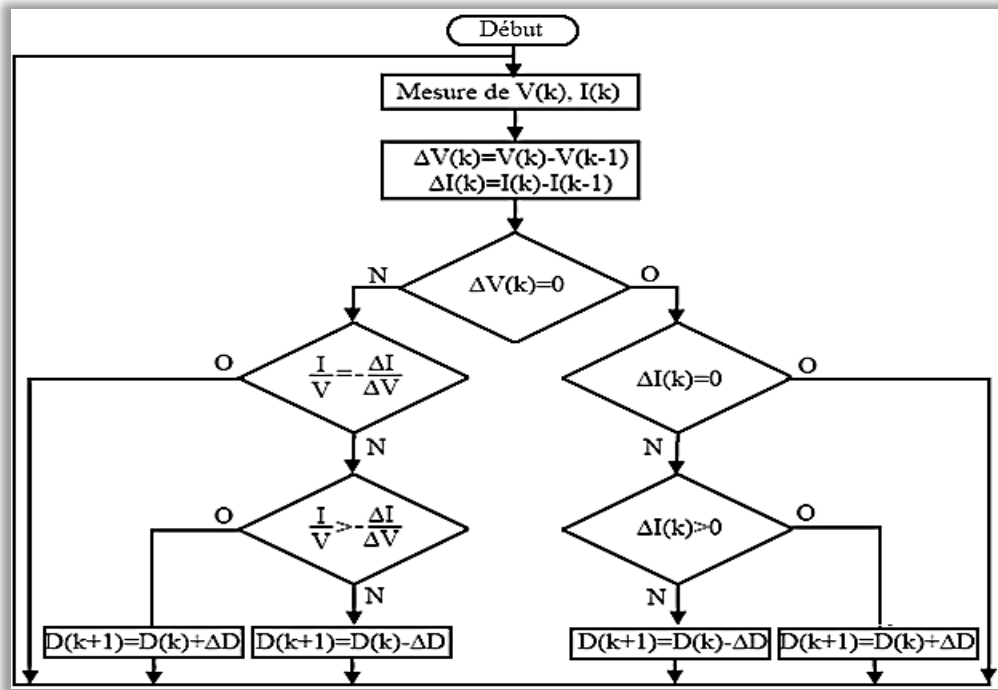 Début
Mesure de V(k), I(k)
ΔV(k)=V(k)-V(k-1)
ΔI(k)=I(k)-I(k-1)
N
ΔV(k)=0
O
O
I/V=-ΔI/ΔV
ΔI(k)=0
O
N
N
O
I/V>-ΔI/ΔV
ΔI(k)>0
O
N
N
D(k+1)=D(k)+ΔD
D(k+1)=D(k)-ΔD
D(k+1)=D(k)-ΔD
D(k+1)=D(k)+ΔD